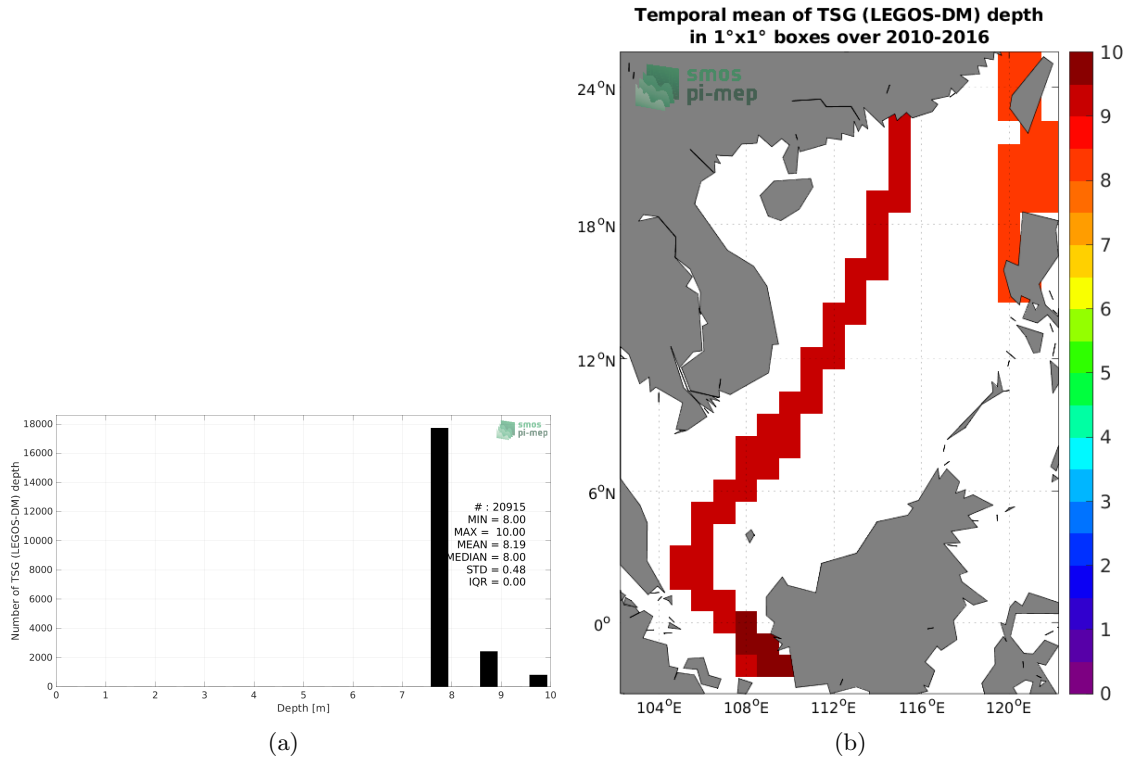 Temporal mean of TSG (LEGOS-DM) depth
in 1°x1° boxes over 2010-2016
smos
pi-mep
24°N
18°N
12°N
6°N
0°
104°E
108°E
112°E
116°E
120°E
10
9
8
7
6
5
4
3
2
1
0
smos
pi-mep
Number of TSG (LEGOS-DM) depth
18000
16000
14000
12000
10000
8000
6000
4000
2000
0
# : 20915
MIN = 8.00
MAX = 10.00
MEAN = 8.19
MEDIAN = 8.00
STD = 0.48
IQR = 0.00
0 1 2 3 4 5 6 7 8 9 10
Depth [m]
(a)
(b)